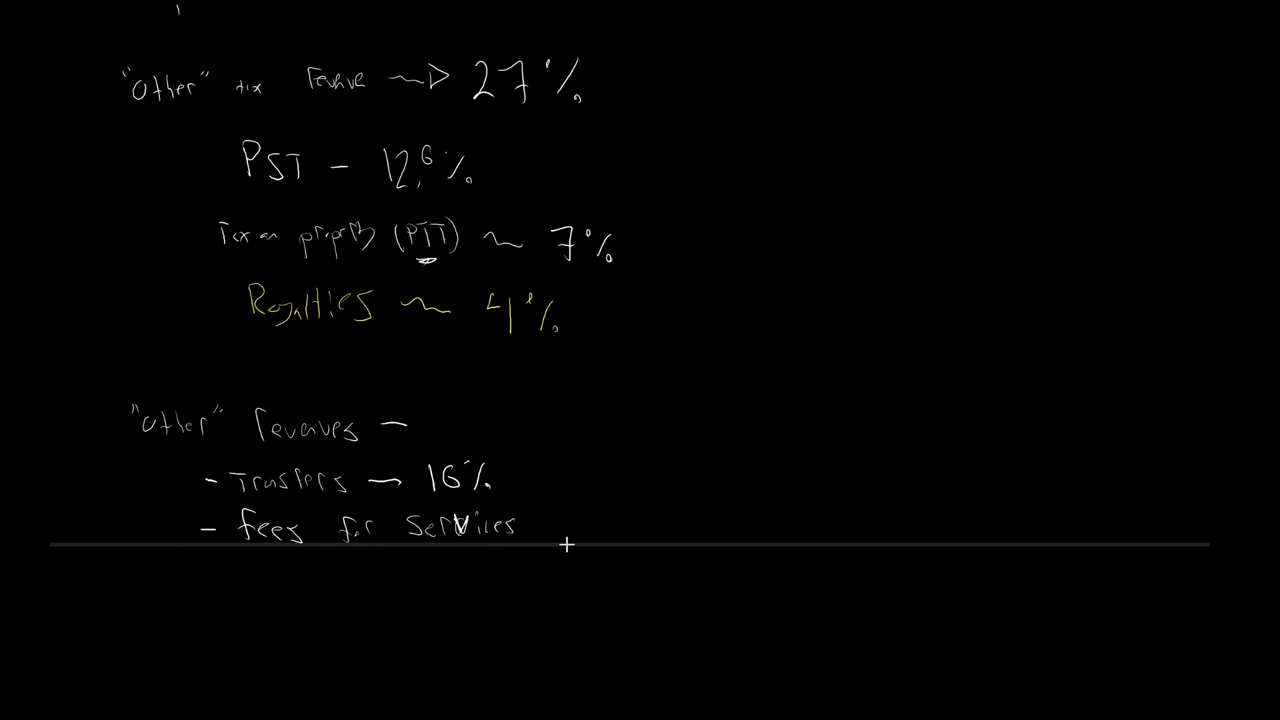 "Other" tax revenue ~> 27%
PST - 12.6%
Tax on property (PTT) ~ 7%
Royalties ~ 4%
"Other" revenues -
- Transfers - 16%
- Fees for Services